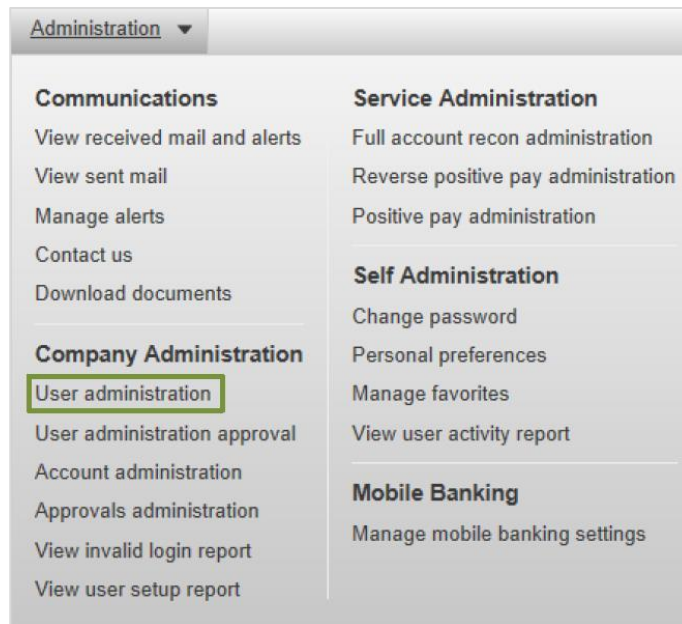 Administration
Communications
View received mail and alerts
View sent mail
Manage alerts
Contact us
Download documents
Company Administration
User administration
User administration approval
Account administration
Approvals administration
View invalid login report
View user setup report
Service Administration
Full account recon administration
Reverse positive pay administration
Positive pay administration
Self Administration
Change password
Personal preferences
Manage favorites
View user activity report
Mobile Banking
Manage mobile banking settings